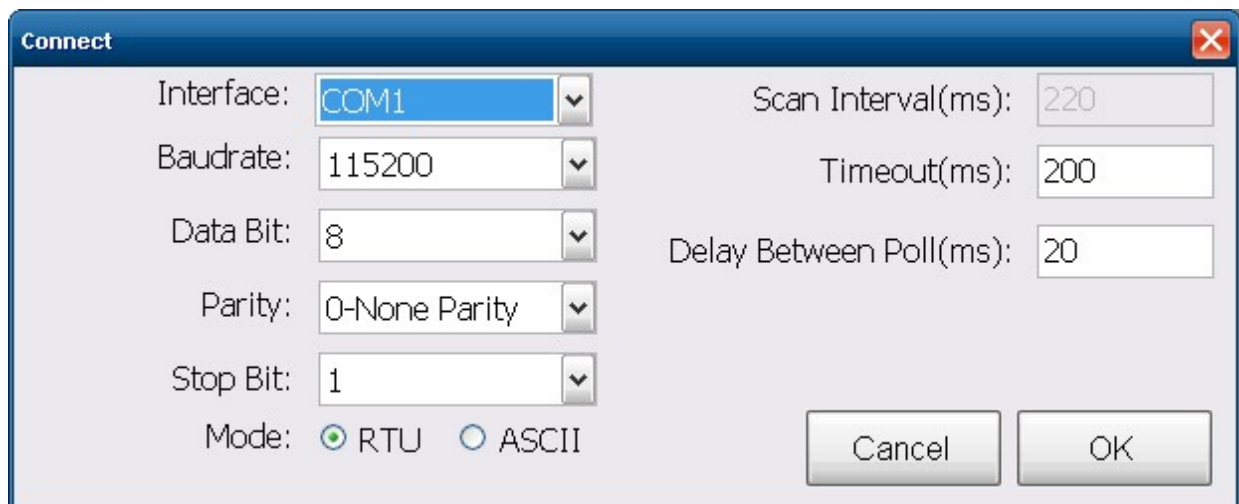 Connect
Interface: COM1
Scan Interval(ms): 220
Baudrate: 115200
Timeout(ms): 200
Data Bit: 8
Delay Between Poll(ms): 20
Parity: 0-None Parity
Stop Bit: 1
Mode: RTU ASCII
Cancel OK